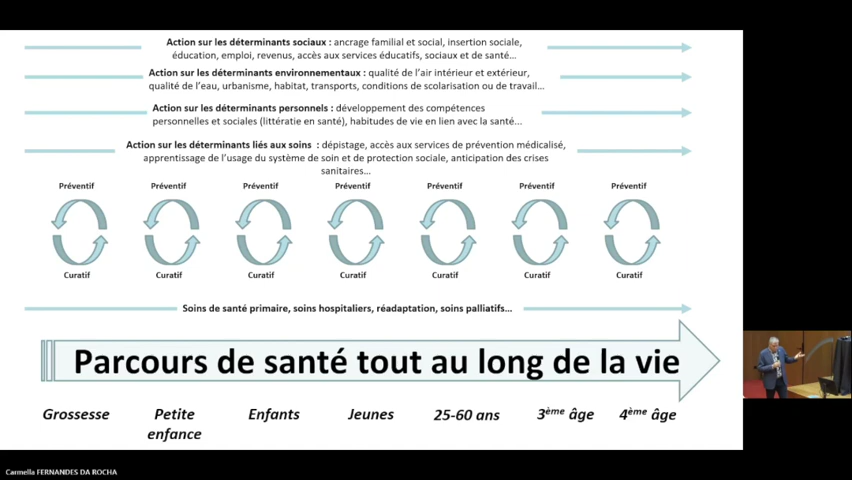 Action sur les déterminants sociaux : ancrage familial et social, insertion sociale,
éducation, emploi, revenus, accès aux services éducatifs, sociaux et de santé...
Action sur les déterminants environnementaux : qualité de l'air intérieur et extérieur,
qualité de l'eau, urbanisme, habitat, transports, conditions de scolarisation ou de travail...
Action sur les déterminants personnels : développement des compétences
personnelles et sociales (littératie en santé), habitudes de vie en lien avec la santé...
Action sur les déterminants liés aux soins : dépistage, accès aux services de prévention médicalisé,
apprentissage de l'usage du système de soin et de protection sociale, anticipation des crises
sanitaires...
Préventif Préventif Préventif Préventif Préventif Préventif Préventif
Curatif Curatif Curatif Curatif Curatif Curatif Curatif
Soins de santé primaire, soins hospitaliers, réadaptation, soins palliatifs...
Parcours de santé tout au long de la vie
Grossesse Petite Enfants Jeunes 25-60 ans 3ème âge 4ème âge
enfance
Carmella FERNANDES DA ROCHA